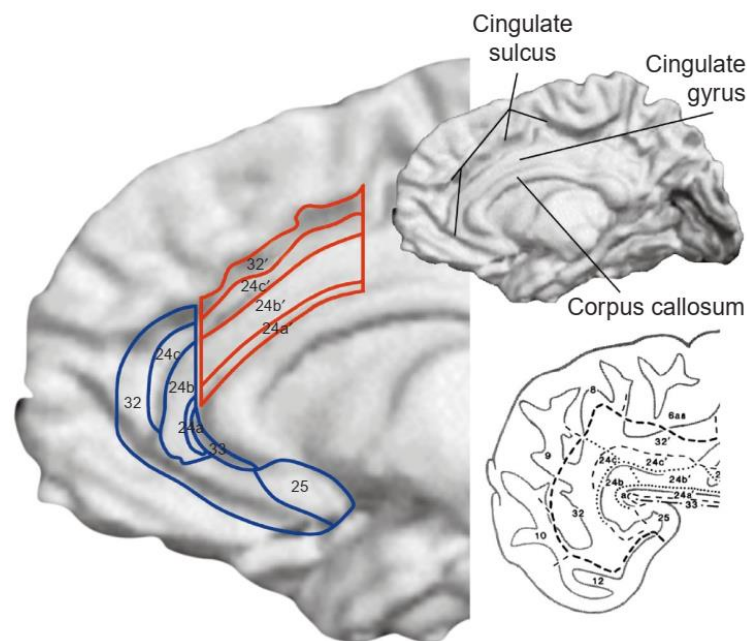 Cingulate
sulcus
Cingulate
gyrus
Corpus callosum
32′
24c′
24b′
24a′
24c
24b
32
24a
33
25
8
6aa
32′
9
24c
24c′
24b
24b′
a
24a′
33
32
25
10
12